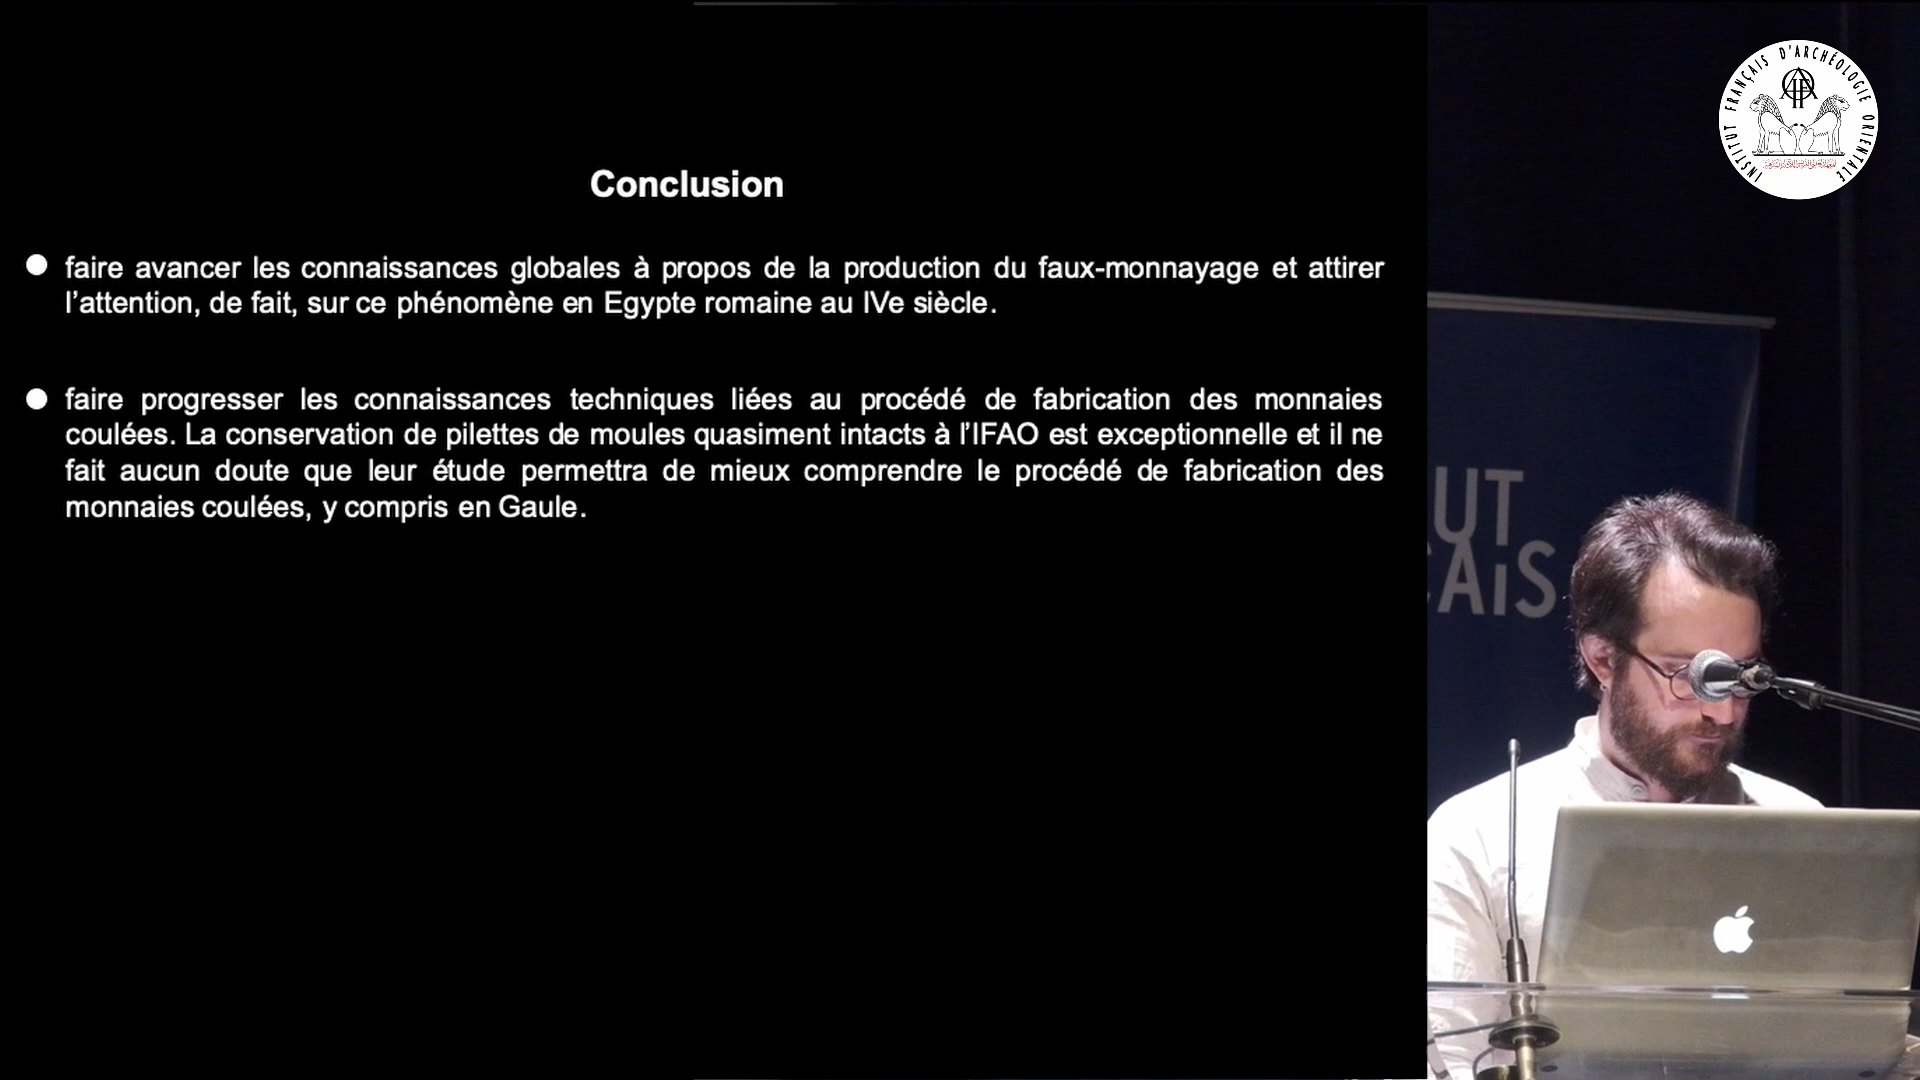 Conclusion
faire avancer les connaissances globales à propos de la production du faux-monnayage et attirer
l'attention, de fait, sur ce phénomène en Egypte romaine au IVe siècle.
faire progresser les connaissances techniques liées au procédé de fabrication des monnaies
coulées. La conservation de pilettes de moules quasiment intacts à l'IFAO est exceptionnelle et il ne
fait aucun doute que leur étude permettra de mieux comprendre le procédé de fabrication des
monnaies coulées, y compris en Gaule.
INSTITUT FRANÇAIS D'ARCHÉOLOGIE ORIENTALE
UT
ÇAiS